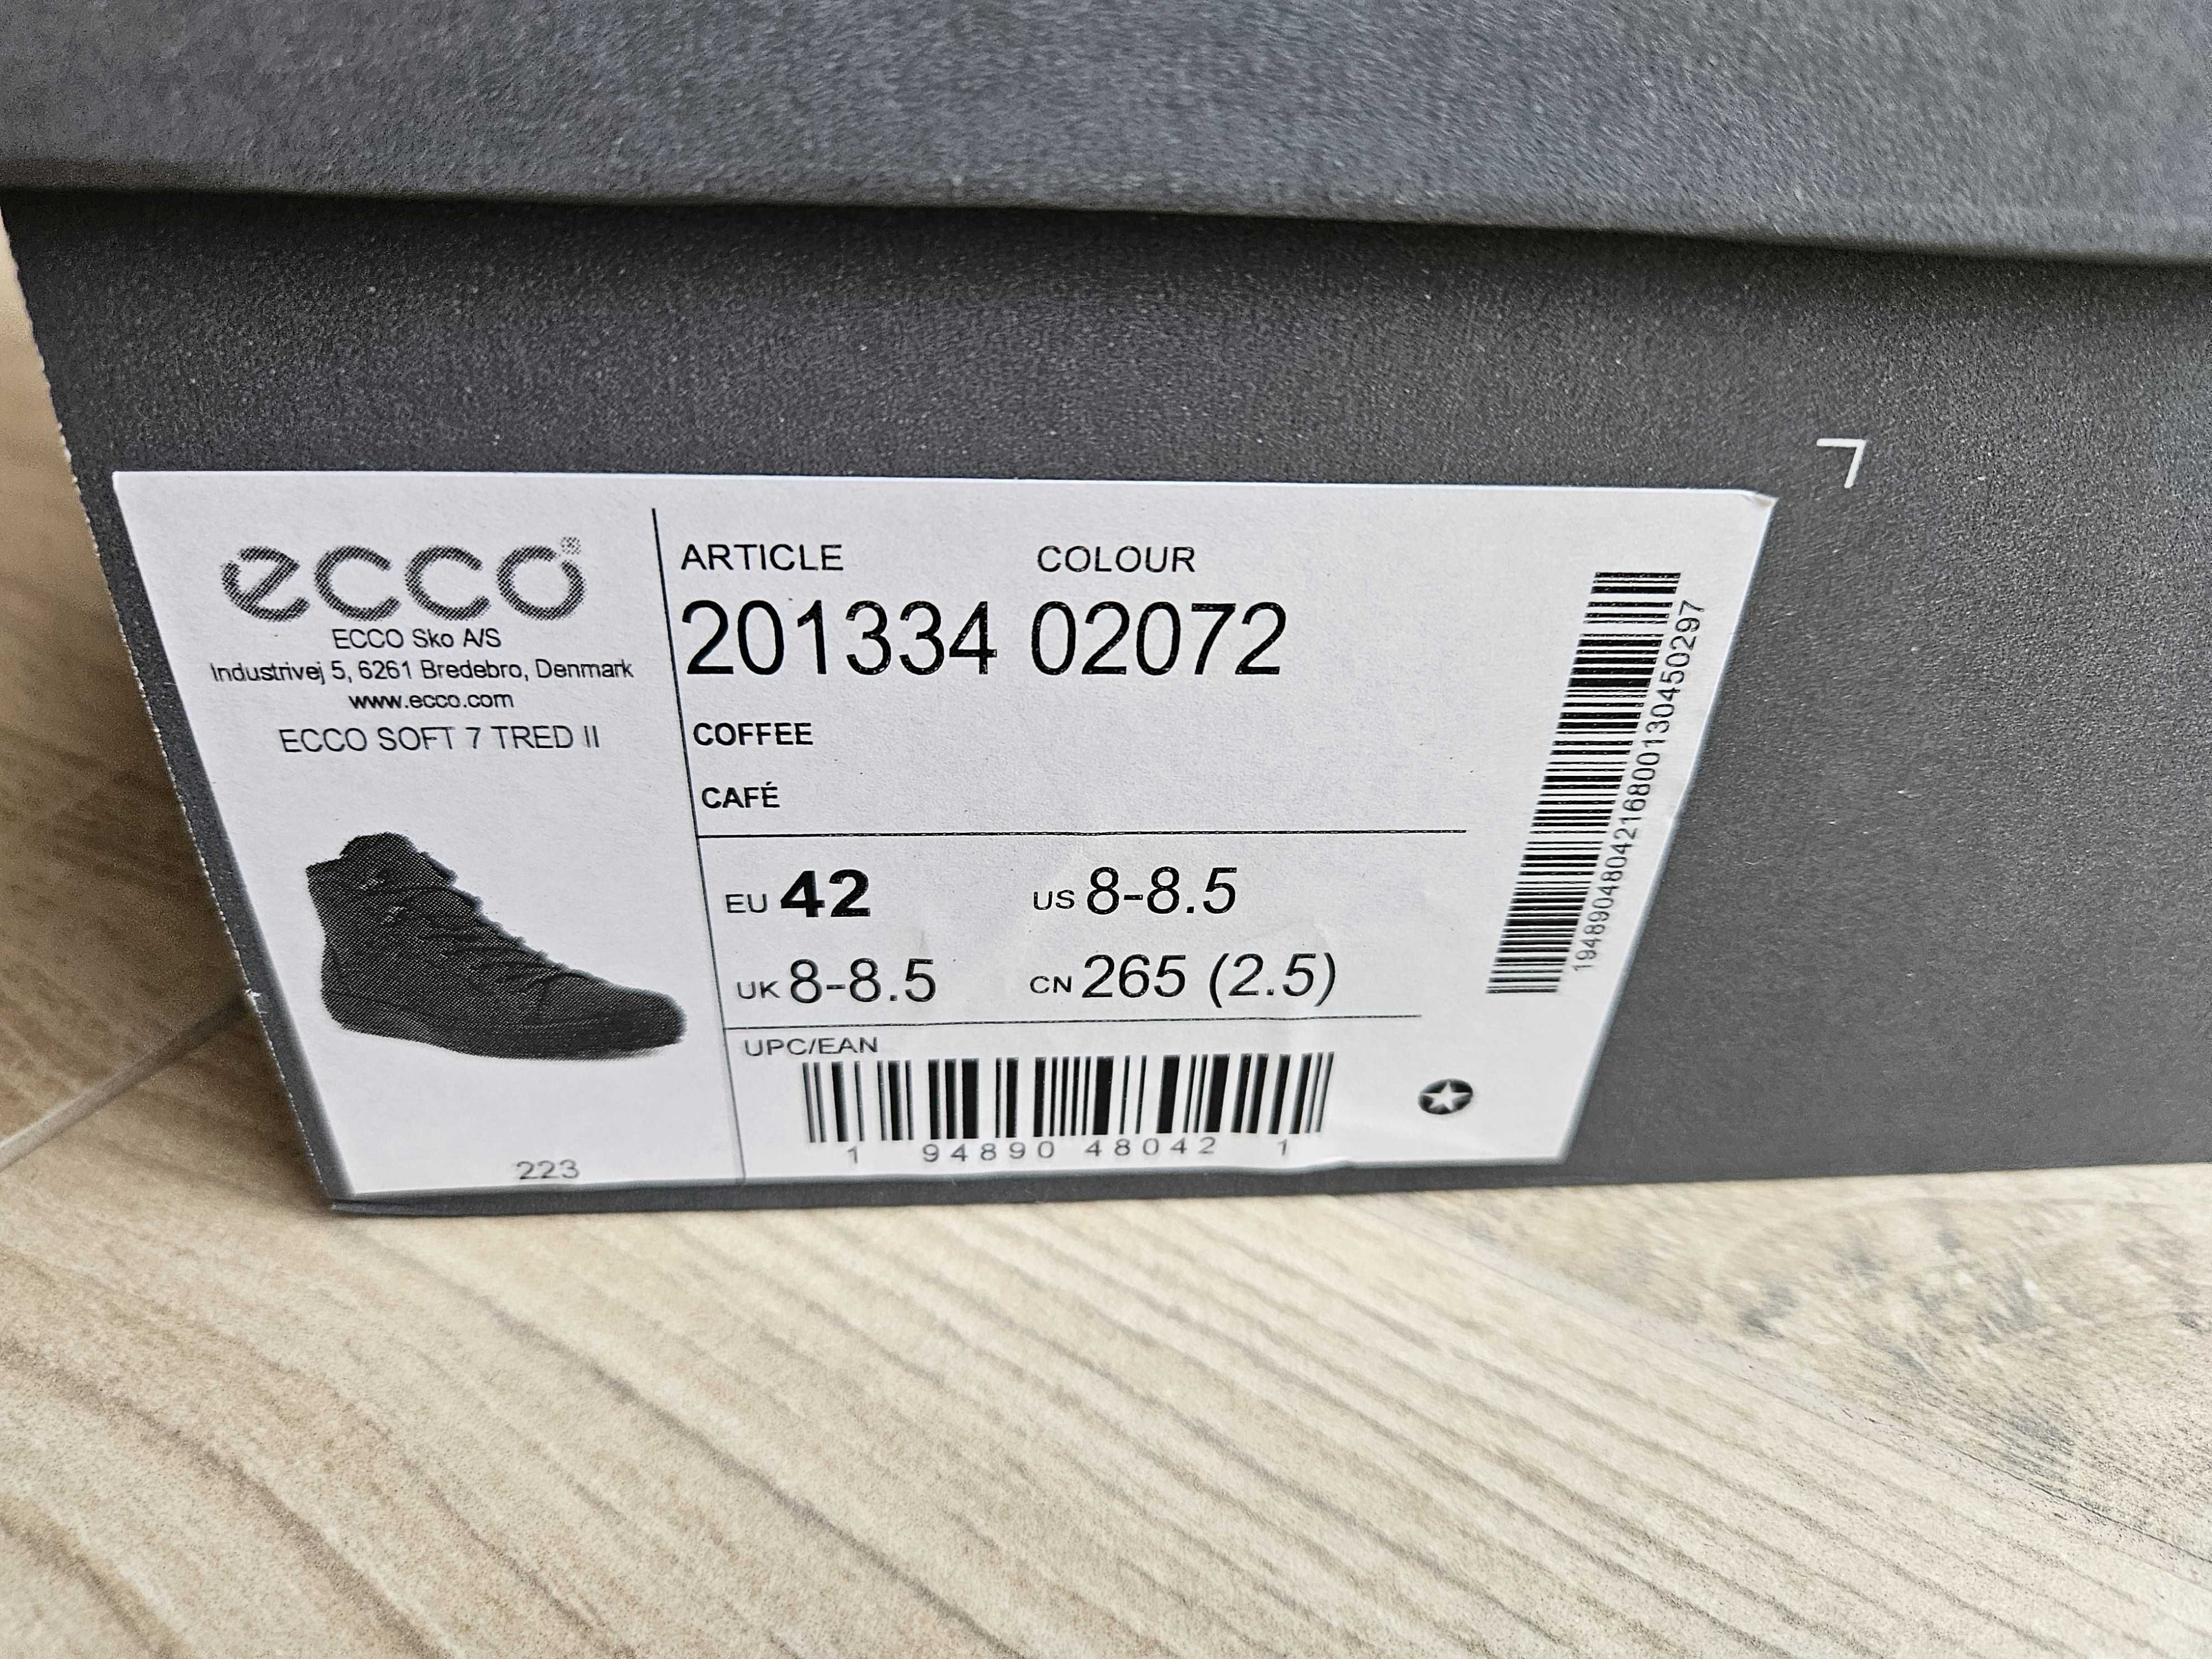 ecco®
ECCO Sko A/S
Industrivej 5, 6261 Bredebro, Denmark
www.ecco.com
ECCO SOFT 7 TRED II
223
ARTICLE COLOUR
201334 02072
COFFEE
CAFÉ
EU 42 US 8-8.5
UK 8-8.5 CN 265 (2.5)
UPC/EAN
1 94890 48042 1
1948904804216800130450297